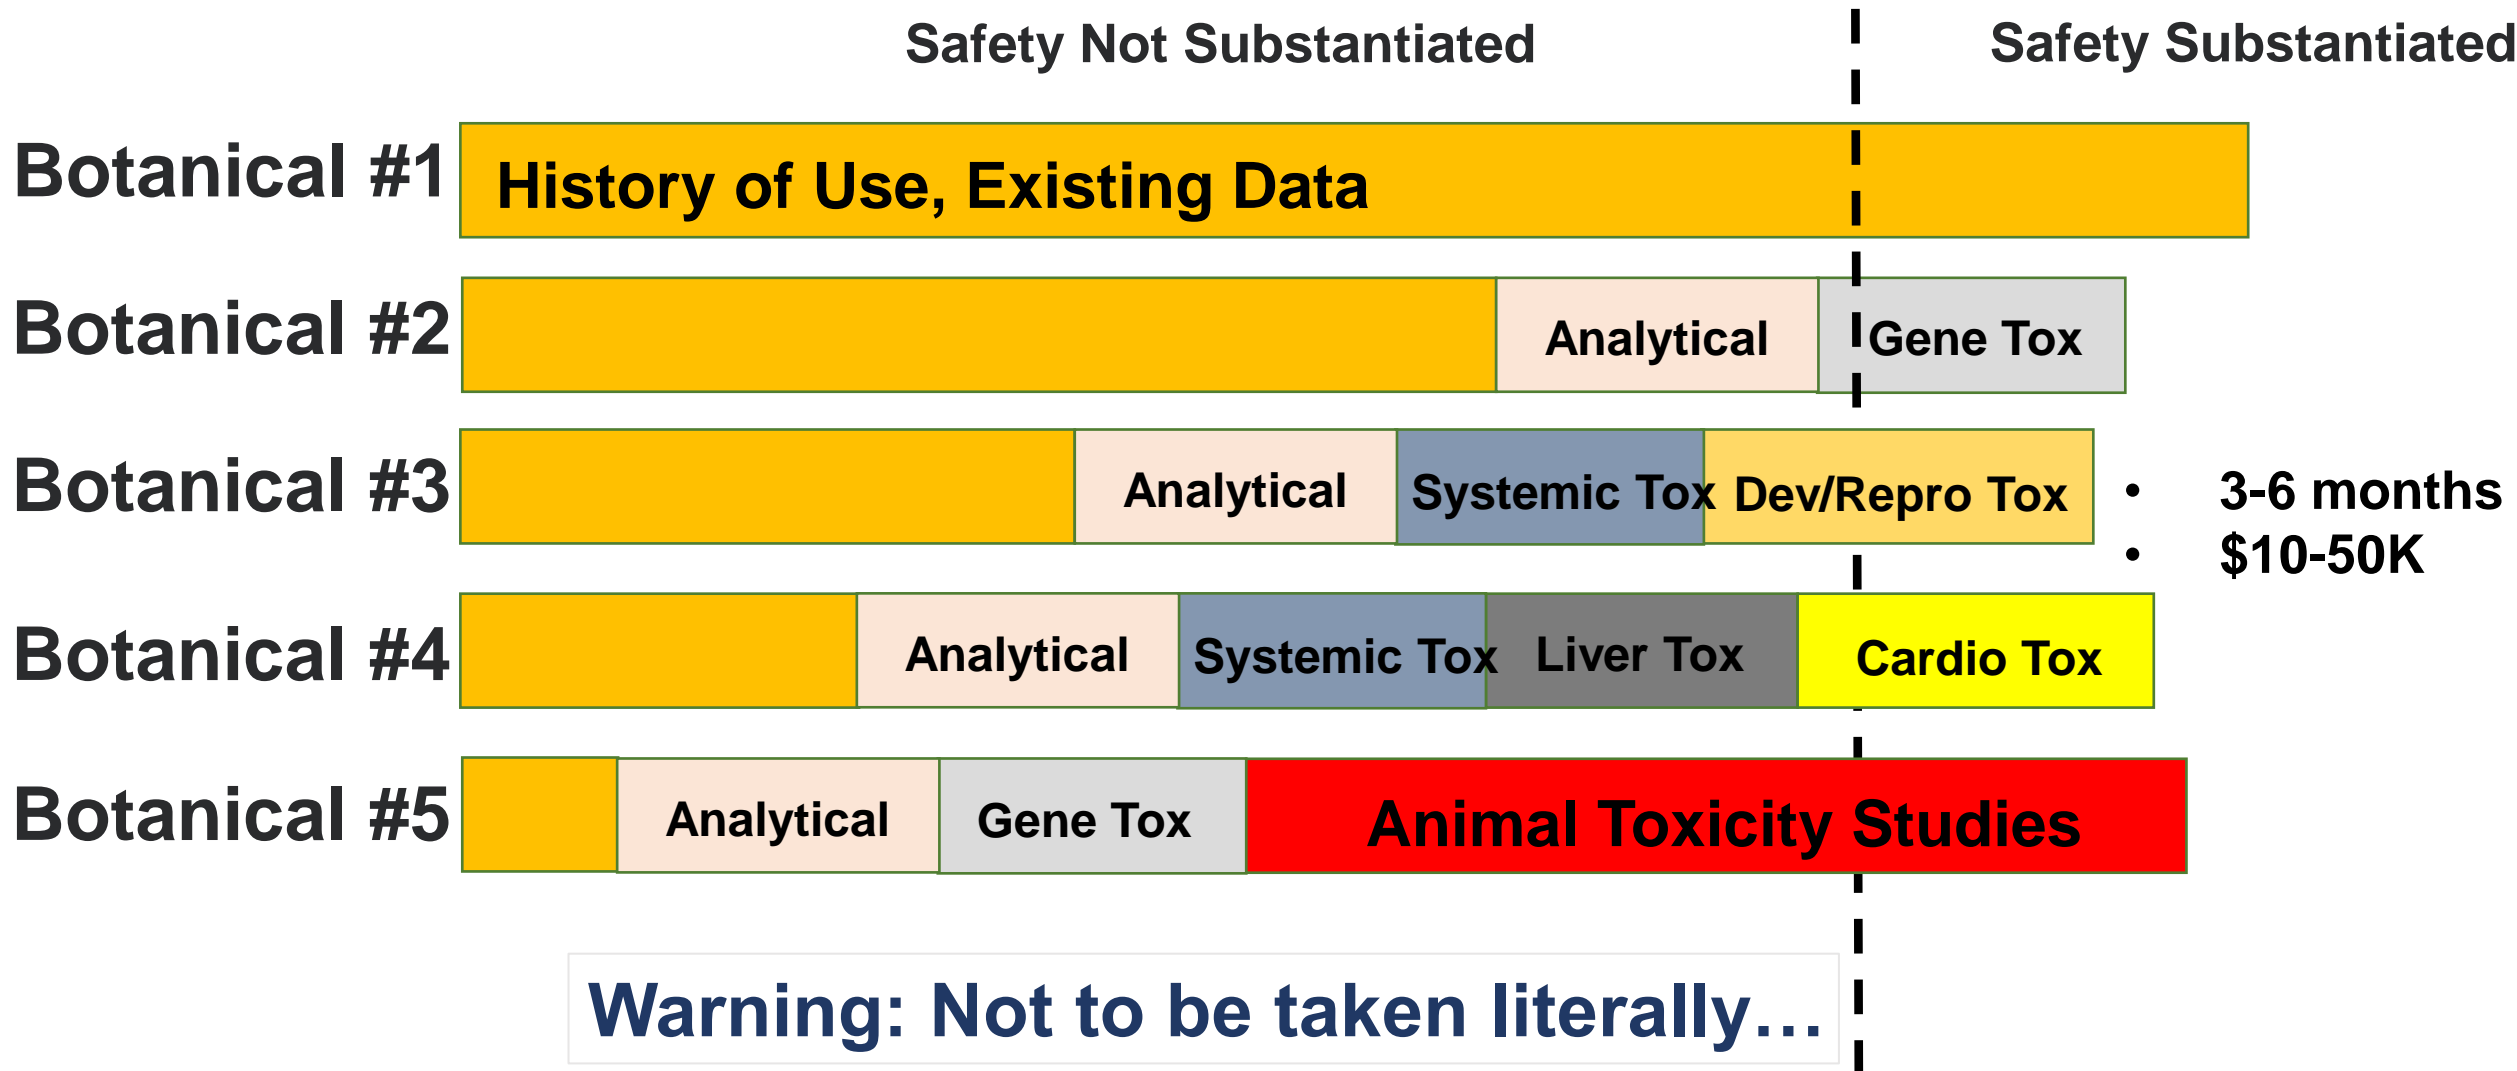 Safety Not Substantiated
Safety Substantiated
Botanical #1
History of Use, Existing Data
Botanical #2
Analytical
Gene Tox
Botanical #3
Analytical
Systemic Tox
Dev/Repro Tox
• 3-6 months
• $10-50K
Botanical #4
Analytical
Systemic Tox
Liver Tox
Cardio Tox
Botanical #5
Analytical
Gene Tox
Animal Toxicity Studies
Warning: Not to be taken literally…